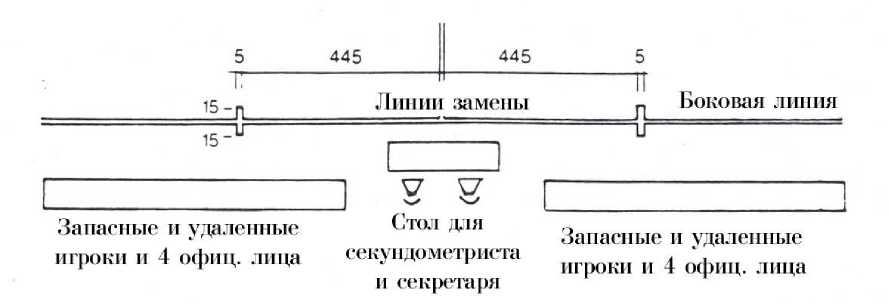 5 445 445 5
Линии замены
Боковая линия
15
15
Запасные и удаленные
игроки и 4 офиц. лица
Стол для
секундометриста
и секретаря
Запасные и удаленные
игроки и 4 офиц. лица